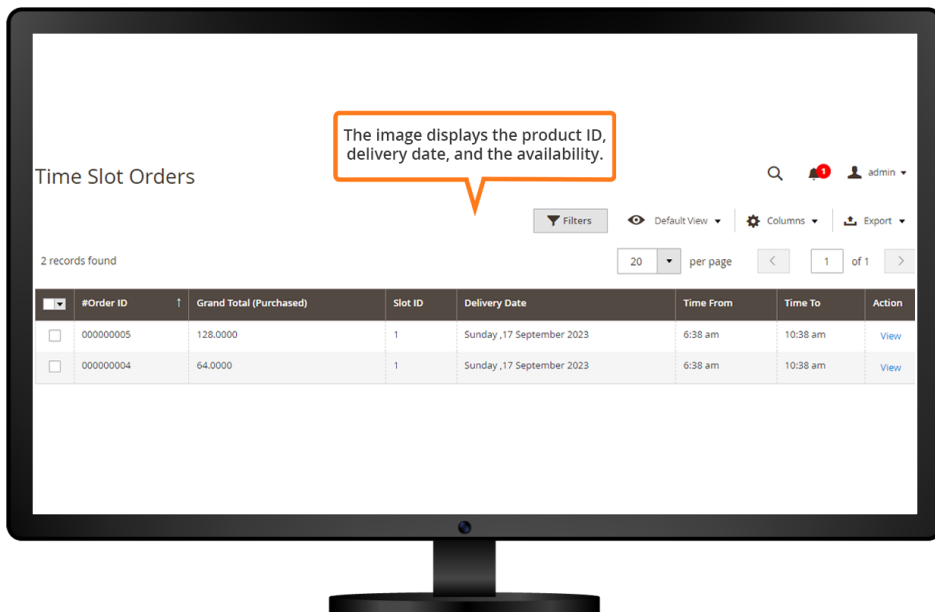 The image displays the product ID,
delivery date, and the availability.
Time Slot Orders
1
admin
Filters
Default View
Columns
Export
2 records found
20
per page
1
of 1
#Order ID ↑ Grand Total (Purchased) Slot ID Delivery Date Time From Time To Action
000000005 128.0000 1 Sunday ,17 September 2023 6:38 am 10:38 am View
000000004 64.0000 1 Sunday ,17 September 2023 6:38 am 10:38 am View